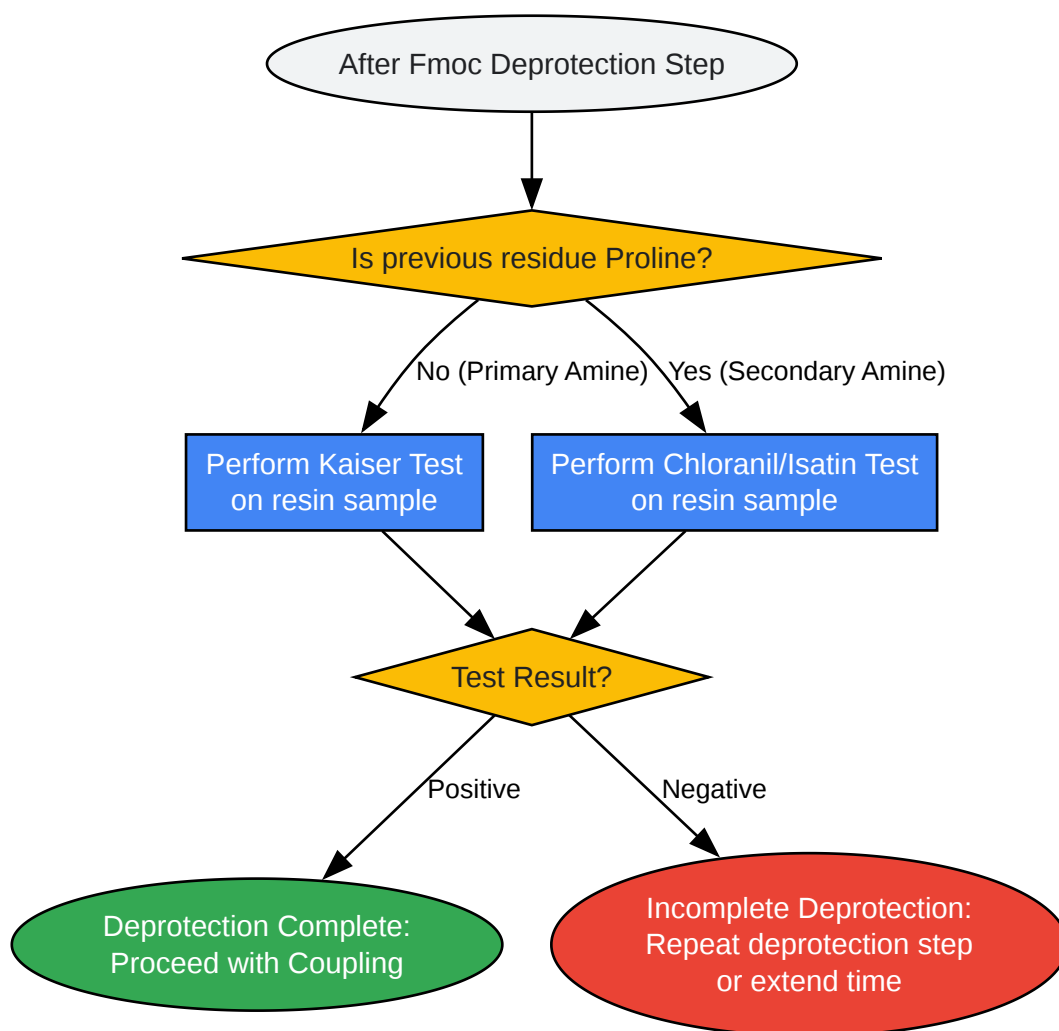 After Fmoc Deprotection Step
Is previous residue Proline?
No (Primary Amine)
Yes (Secondary Amine)
Perform Kaiser Test
on resin sample
Perform Chloranil/Isatin Test
on resin sample
Test Result?
Positive
Negative
Deprotection Complete:
Proceed with Coupling
Incomplete Deprotection:
Repeat deprotection step
or extend time